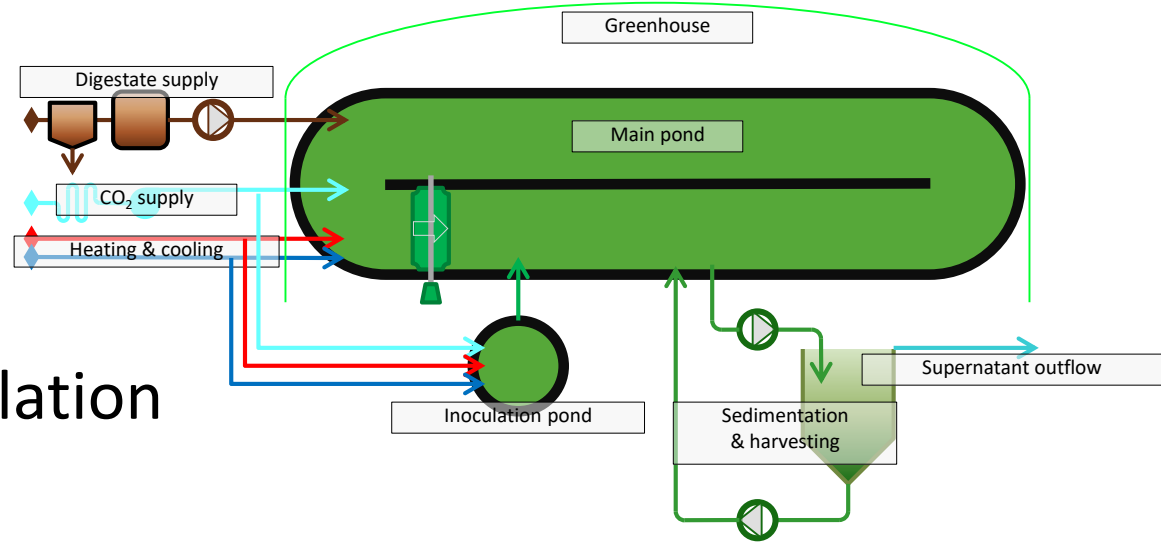 Greenhouse
Digestate supply
Main pond
CO₂ supply
Heating & cooling
lation
Inoculation pond
Supernatant outflow
Sedimentation
& harvesting